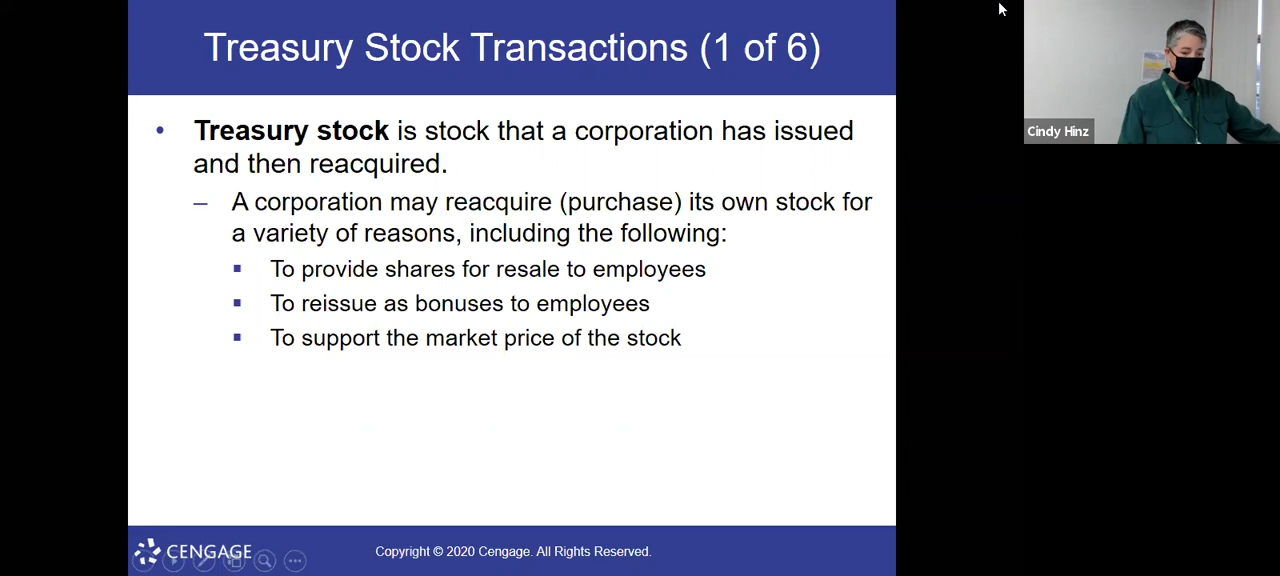 Treasury Stock Transactions (1 of 6)
• Treasury stock is stock that a corporation has issued
and then reacquired.
– A corporation may reacquire (purchase) its own stock for
a variety of reasons, including the following:
▪ To provide shares for resale to employees
▪ To reissue as bonuses to employees
▪ To support the market price of the stock
Cindy Hinz
CENGAGE
Copyright © 2020 Cengage. All Rights Reserved.